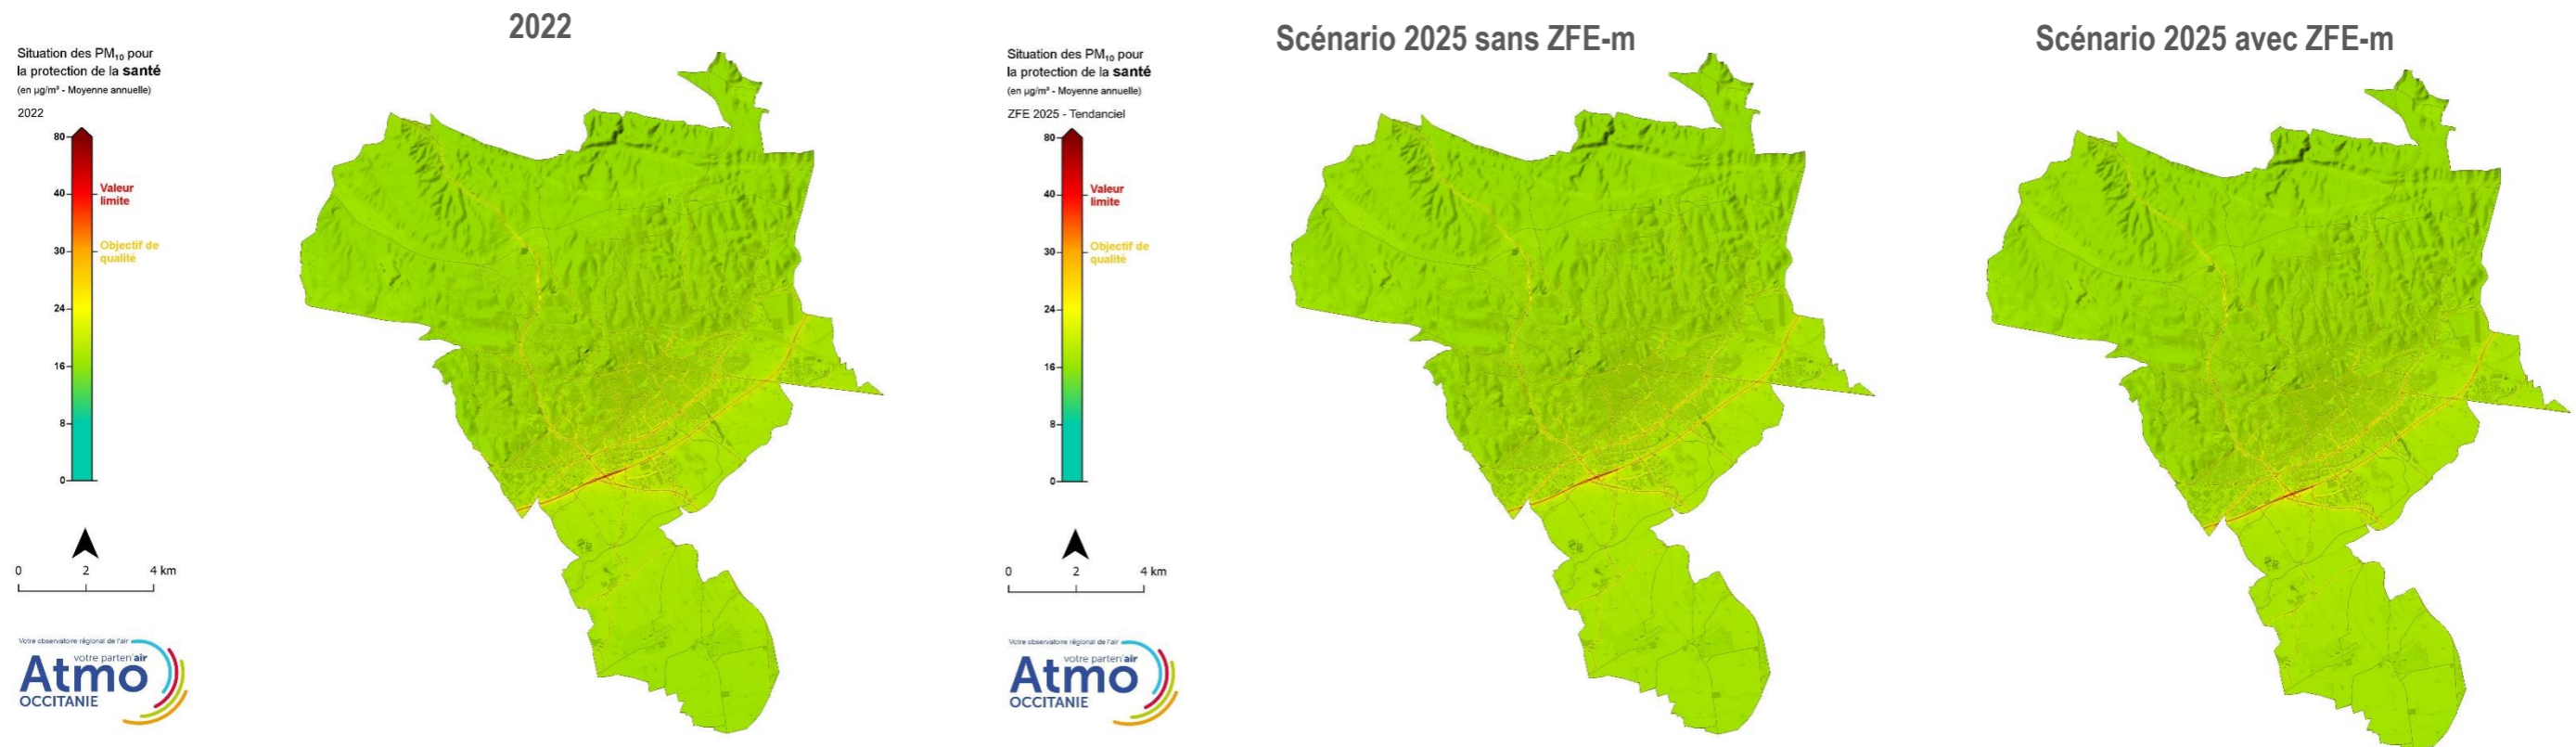 2022
Situation des PM₁₀ pour
la protection de la santé
(en µg/m³ - Moyenne annuelle)
2022
80
40
Valeur
limite
30
Objectif de
qualité
24
16
8
0
0 2 4 km
Votre observatoire régional de l'air
votre parten'air
Atmo
OCCITANIE
Scénario 2025 sans ZFE-m
Situation des PM₁₀ pour
la protection de la santé
(en µg/m³ - Moyenne annuelle)
ZFE 2025 - Tendanciel
80
40
Valeur
limite
30
Objectif de
qualité
24
16
8
0
0 2 4 km
Votre observatoire régional de l'air
votre parten'air
Atmo
OCCITANIE
Scénario 2025 avec ZFE-m